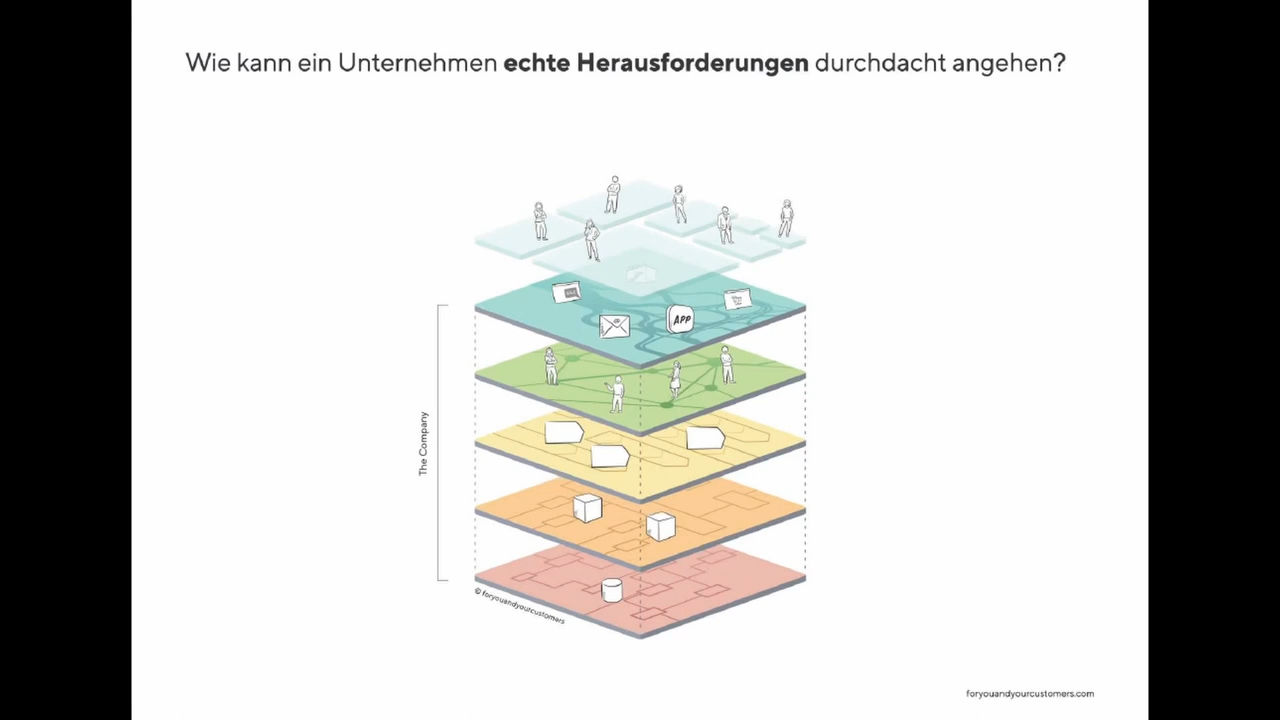 Wie kann ein Unternehmen echte Herausforderungen durchdacht angehen?
APP
The Company
© foryouandyourcustomers
foryouandyourcustomers.com